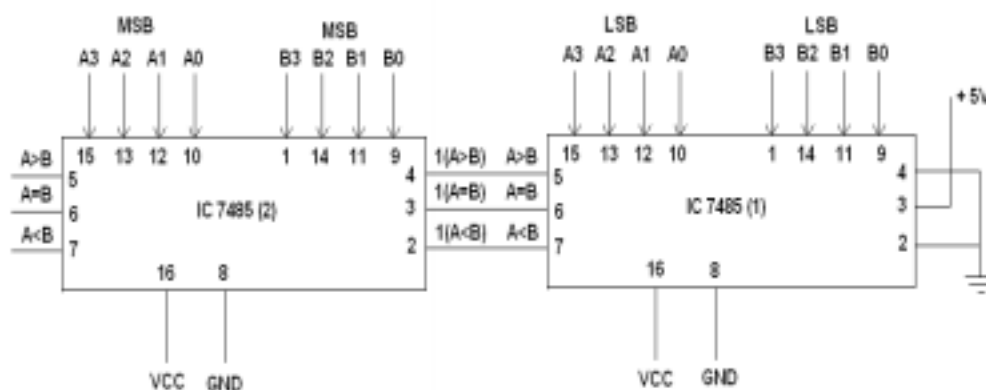 MSB MSB LSB LSB
A3 A2 A1 A0 B3 B2 B1 B0 A3 A2 A1 A0 B3 B2 B1 B0
+ 5V
15 13 12 10 1 14 11 9 15 13 12 10 1 14 11 9
A>B 5 4 1(A>B) A>B 5 4
A=B 6 IC 7485 (2) 3 1(A=B) A=B 6 IC 7485 (1) 3
A<B 7 2 1(A<B) A<B 7 2
16 8 16 8
VCC GND VCC GND